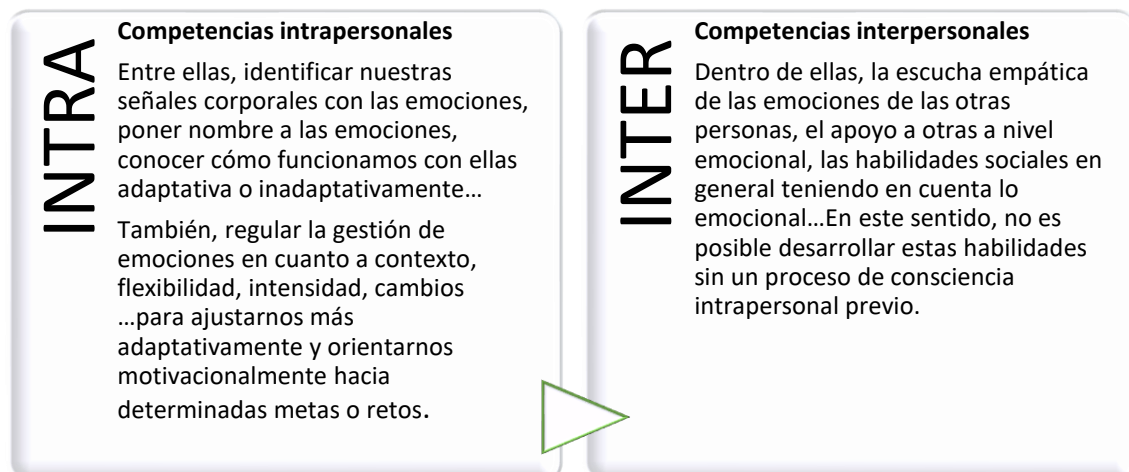 INTRA
Competencias intrapersonales
Entre ellas, identificar nuestras
señales corporales con las emociones,
poner nombre a las emociones,
conocer cómo funcionamos con ellas
adaptativa o inadaptativamente...
También, regular la gestión de
emociones en cuanto a contexto,
flexibilidad, intensidad, cambios
...para ajustarnos más
adaptativamente y orientarnos
motivacionalmente hacia
determinadas metas o retos.
INTER
Competencias interpersonales
Dentro de ellas, la escucha empática
de las emociones de las otras
personas, el apoyo a otras a nivel
emocional, las habilidades sociales en
general teniendo en cuenta lo
emocional...En este sentido, no es
posible desarrollar estas habilidades
sin un proceso de consciencia
intrapersonal previo.